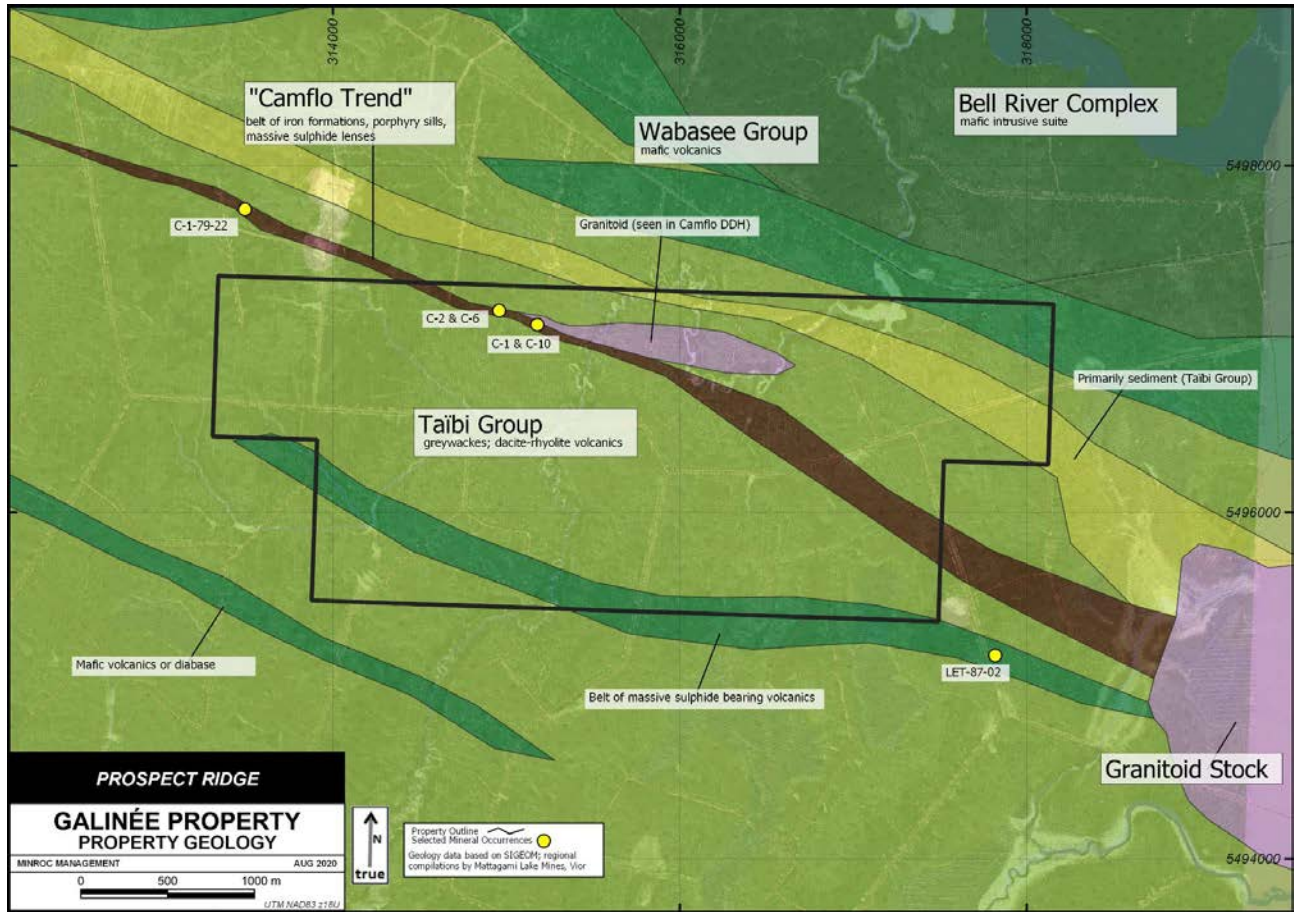 314000
316000
318000
"Camflo Trend"
belt of iron formations, porphyry sills,
massive sulphide lenses
Wabasee Group
mafic volcanics
Bell River Complex
mafic intrusive suite
5498000
C-1-79-22
Granitoid (seen in Camflo DDH)
C-2 & C-6
C-1 & C-10
Primarily sediment (Taïbi Group)
Taïbi Group
greywackes; dacite-rhyolite volcanics
5496000
Mafic volcanics or diabase
LET-87-02
Belt of massive sulphide bearing volcanics
Granitoid Stock
PROSPECT RIDGE
GALINÉE PROPERTY
PROPERTY GEOLOGY
MINROC MANAGEMENT
AUG 2020
0 500 1000 m
UTM NAD83 z18U
N
true
Property Outline
Selected Mineral Occurrences
Geology data based on SIGEOM; regional
compilations by Mattagami Lake Mines, Vior
5494000